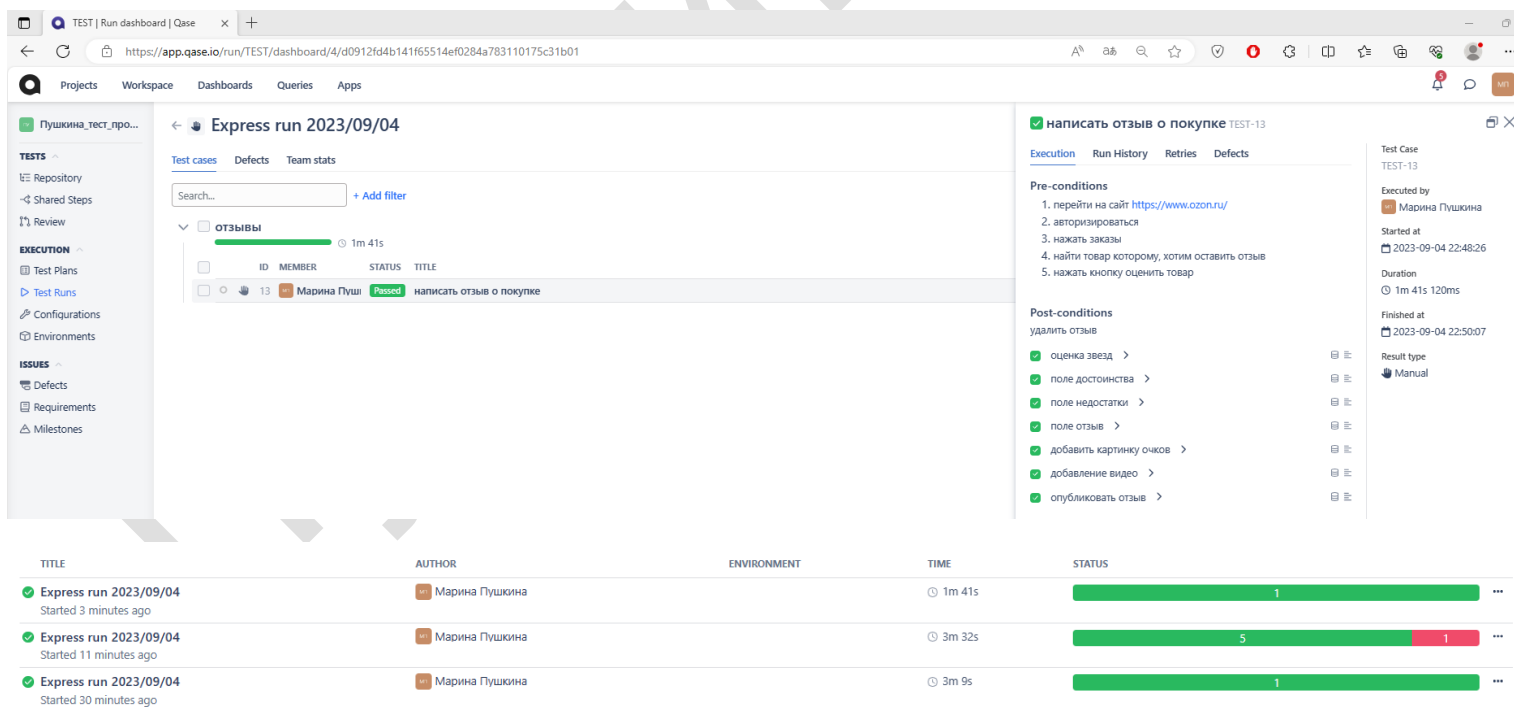 TEST | Run dashboard | Qase
https://app.qase.io/run/TEST/dashboard/4/d0912fd4b141f65514ef0284a783110175c31b01
Projects Workspace Dashboards Queries Apps
5
МП
Пушкина_тест_про...
TESTS
Repository
Shared Steps
Review
EXECUTION
Test Plans
Test Runs
Configurations
Environments
ISSUES
Defects
Requirements
Milestones
Express run 2023/09/04
Test cases Defects Team stats
Search... + Add filter
отзывы
1m 41s
ID MEMBER STATUS TITLE
13 Марина Пуш Passed написать отзыв о покупке
написать отзыв о покупке TEST-13
Execution Run History Retries Defects
Pre-conditions
1. перейти на сайт https://www.ozon.ru/
2. авторизироваться
3. нажать заказы
4. найти товар которому, хотим оставить отзыв
5. нажать кнопку оценить товар
Post-conditions
удалить отзыв
оценка звезд
поле достоинства
поле недостатки
поле отзыв
добавить картинку очков
добавление видео
опубликовать отзыв
Test Case
TEST-13
Executed by
Марина Пушкина
Started at
2023-09-04 22:48:26
Duration
1m 41s 120ms
Finished at
2023-09-04 22:50:07
Result type
Manual
TITLE AUTHOR ENVIRONMENT TIME STATUS
Express run 2023/09/04 Марина Пушкина 1m 41s 1
Started 3 minutes ago
Express run 2023/09/04 Марина Пушкина 3m 32s 5 1
Started 11 minutes ago
Express run 2023/09/04 Марина Пушкина 3m 9s 1
Started 30 minutes ago